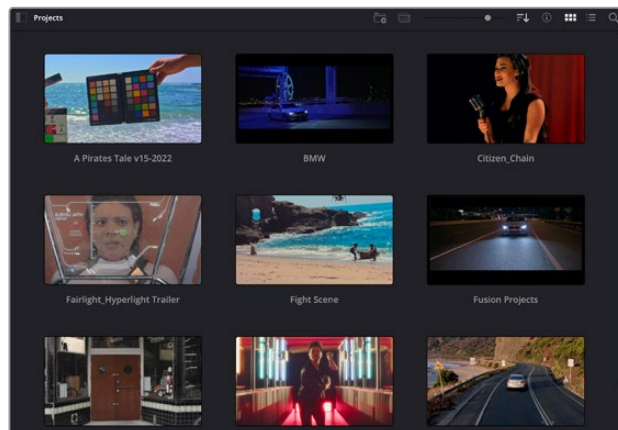 Projects
A Pirates Tale v15-2022
BMW
Citizen_Chain
Fairlight_Hyperlight Trailer
Fight Scene
Fusion Projects